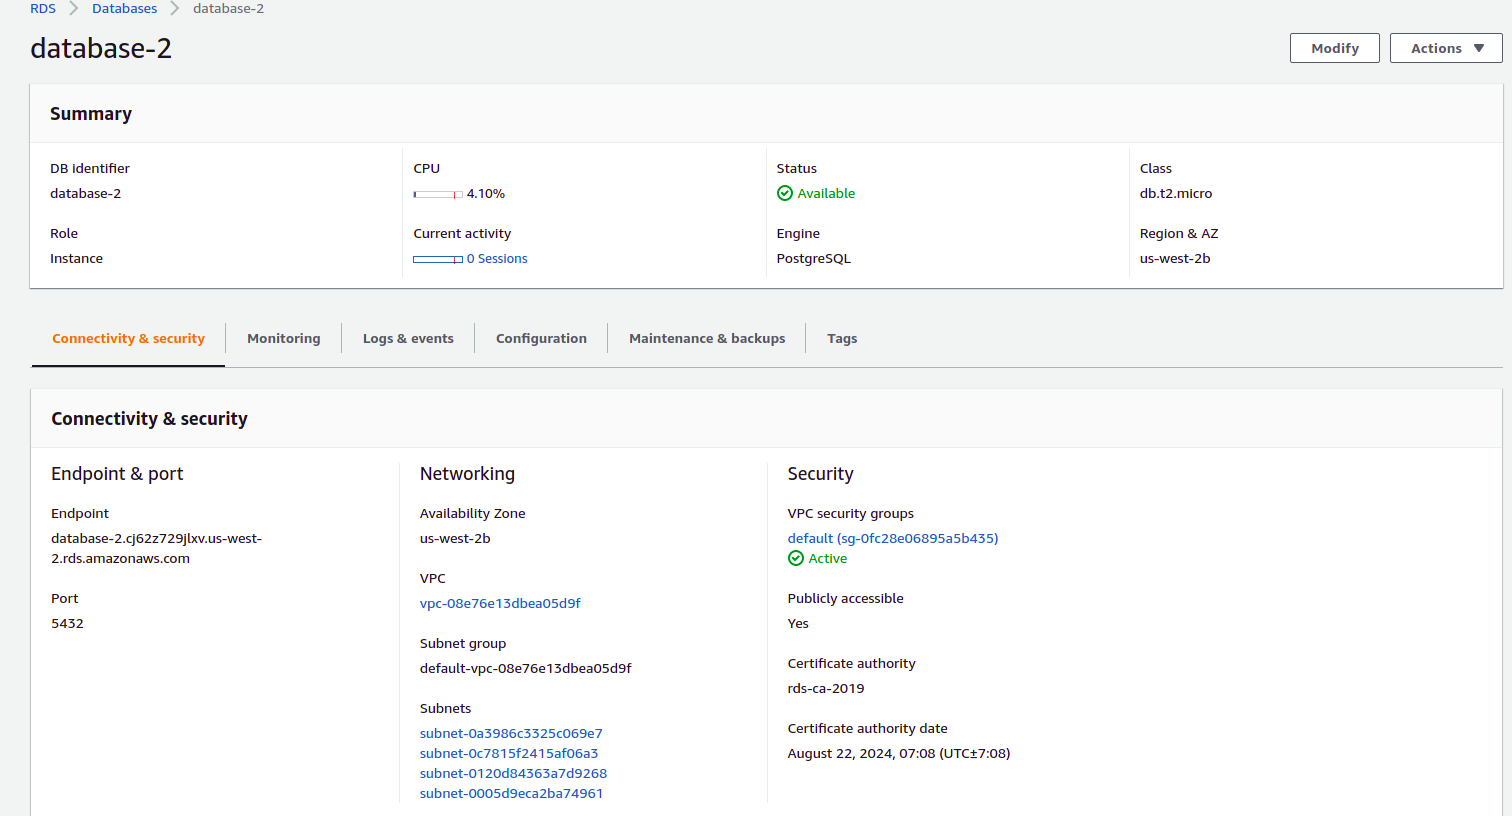 RDS > Databases > database-2
database-2
Modify
Actions
Summary
DB identifier
database-2
CPU
4.10%
Status
Available
Class
db.t2.micro
Role
Instance
Current activity
0 Sessions
Engine
PostgreSQL
Region & AZ
us-west-2b
Connectivity & security
Monitoring
Logs & events
Configuration
Maintenance & backups
Tags
Connectivity & security
Endpoint & port
Endpoint
database-2.cj62z729jlxv.us-west-
2.rds.amazonaws.com
Port
5432
Networking
Availability Zone
us-west-2b
VPC
vpc-08e76e13dbea05d9f
Subnet group
default-vpc-08e76e13dbea05d9f
Subnets
subnet-0a3986c3325c069e7
subnet-0c7815f2415af06a3
subnet-0120d84363a7d9268
subnet-0005d9eca2ba74961
Security
VPC security groups
default (sg-0fc28e06895a5b435)
Active
Publicly accessible
Yes
Certificate authority
rds-ca-2019
Certificate authority date
August 22, 2024, 07:08 (UTC±7:08)